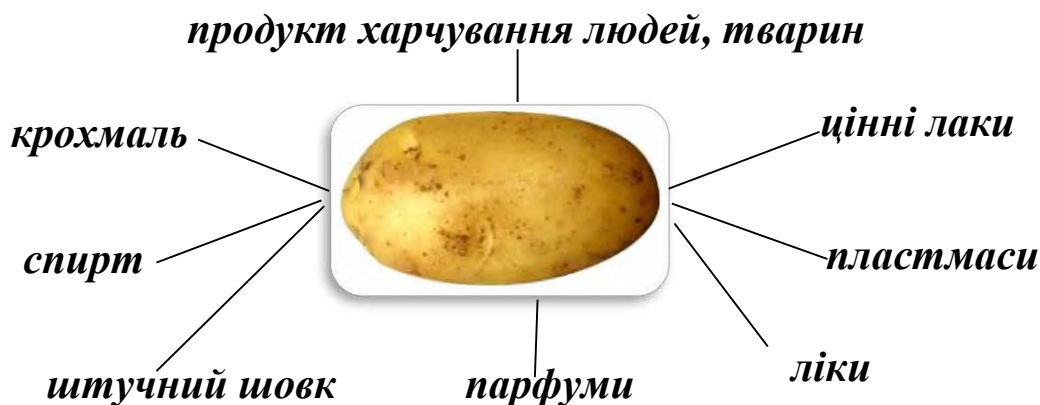 продукт харчування людей, тварин
крохмаль
цінні лаки
спирт
пластмаси
штучний шовк
парфуми
ліки